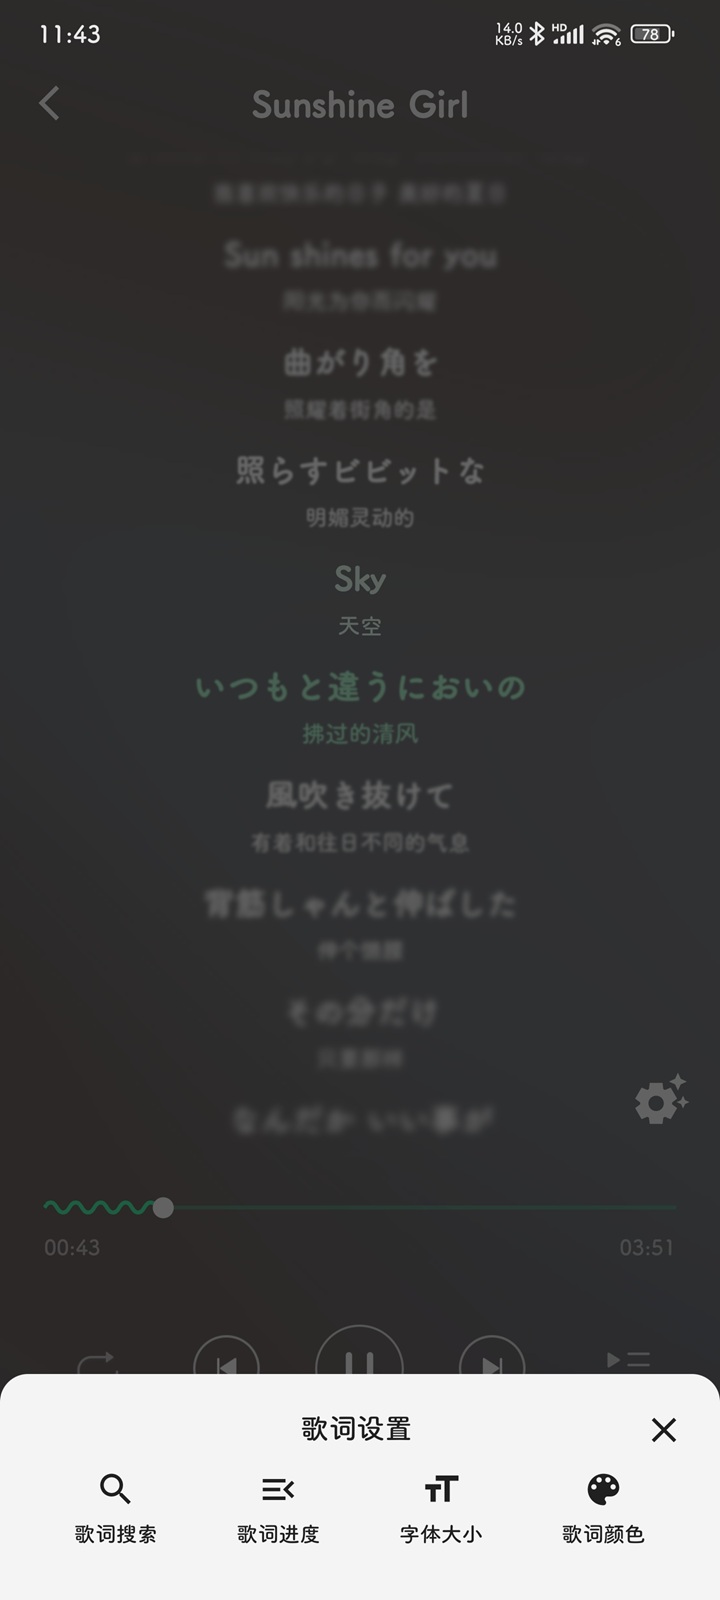 11:43
14.0 KB/s HD 6 78
Sunshine Girl
Sun shines for you
阳光为你而闪耀
曲がり角を
照耀着街角的是
照らすビビットな
明媚灵动的
Sky
天空
いつもと違うにおいの
拂过的清风
風吹き抜けて
有着和往日不同的气息
背筋しゃんと伸ばした
伸个懒腰
その分だけ
なんだか いい事が
00:43
03:51
歌词设置
歌词搜索
歌词进度
字体大小
歌词颜色